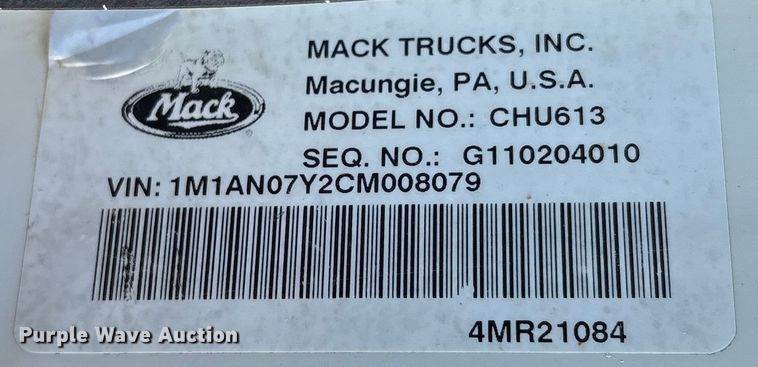 MACK TRUCKS, INC.
Macungie, PA, U.S.A.
Mack
MODEL NO.: CHU613
SEQ. NO.: G110204010
VIN: 1M1AN07Y2CM008079
4MR21084
Purple Wave Auction